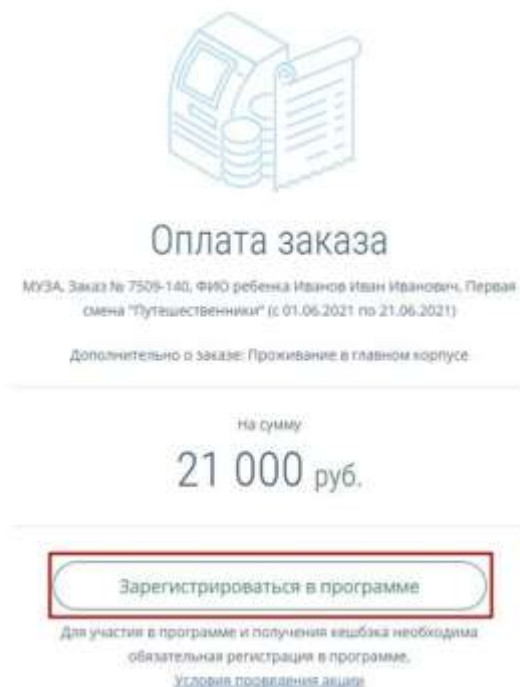 Оплата заказа
МУЗА, Заказ № 7509-140, ФИО ребенка Иванов Иван Иванович, Первая
смена "Путешественники" (с 01.06.2021 по 21.06.2021)
Дополнительно о заказе: Проживание в главном корпусе
на сумму
21 000 руб.
Зарегистрироваться в программе
Для участия в программе и получения кешбэка необходима
обязательная регистрация в программе.
Условия проведения акции